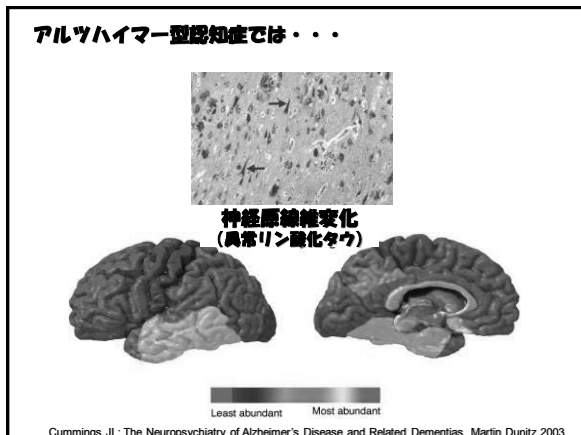 アルツハイマー型認知症では・・・
神経原線維変化
（異常リン酸化タウ）
Least abundant Most abundant
Cummings JL: The Neuropsychiatry of Alzheimer's Disease and Related Dementias. Martin Dunitz 2003